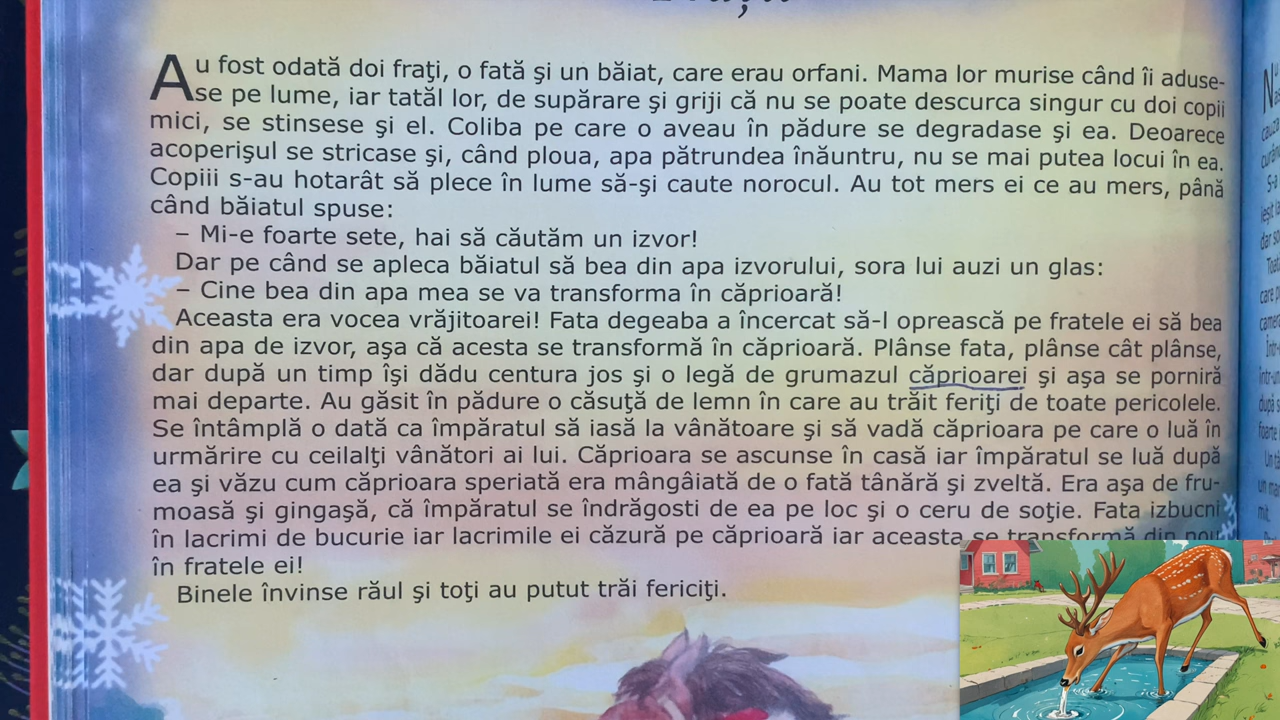 Au fost odată doi fraţi, o fată şi un băiat, care erau orfani. Mama lor murise când îi aduse-
se pe lume, iar tatăl lor, de supărare şi griji că nu se poate descurca singur cu doi copii
mici, se stinsese şi el. Coliba pe care o aveau în pădure se degradase şi ea. Deoarece
acoperişul se stricase şi, când ploua, apa pătrundea înăuntru, nu se mai putea locui în ea.
Copiii s-au hotarât să plece în lume să-şi caute norocul. Au tot mers ei ce au mers, până
când băiatul spuse:
– Mi-e foarte sete, hai să căutăm un izvor!
Dar pe când se apleca băiatul să bea din apa izvorului, sora lui auzi un glas:
– Cine bea din apa mea se va transforma în căprioară!
Aceasta era vocea vrăjitoarei! Fata degeaba a încercat să-l oprească pe fratele ei să bea
din apa de izvor, aşa că acesta se transformă în căprioară. Plânse fata, plânse cât plânse,
dar după un timp îşi dădu centura jos şi o legă de grumazul căprioarei şi aşa se porniră
mai departe. Au găsit în pădure o căsuţă de lemn în care au trăit feriţi de toate pericolele.
Se întâmplă o dată ca împăratul să iasă la vânătoare şi să vadă căprioara pe care o luă în
urmărire cu ceilalţi vânători ai lui. Căprioara se ascunse în casă iar împăratul se luă după
ea şi văzu cum căprioara speriată era mângâiată de o fată tânără şi zveltă. Era aşa de fru-
moasă şi gingaşă, că împăratul se îndrăgosti de ea pe loc şi o ceru de soţie. Fata izbucni
în lacrimi de bucurie iar lacrimile ei căzură pe căprioară iar aceasta se transformă din nou
în fratele ei!
Binele învinse răul şi toţi au putut trăi fericiţi.